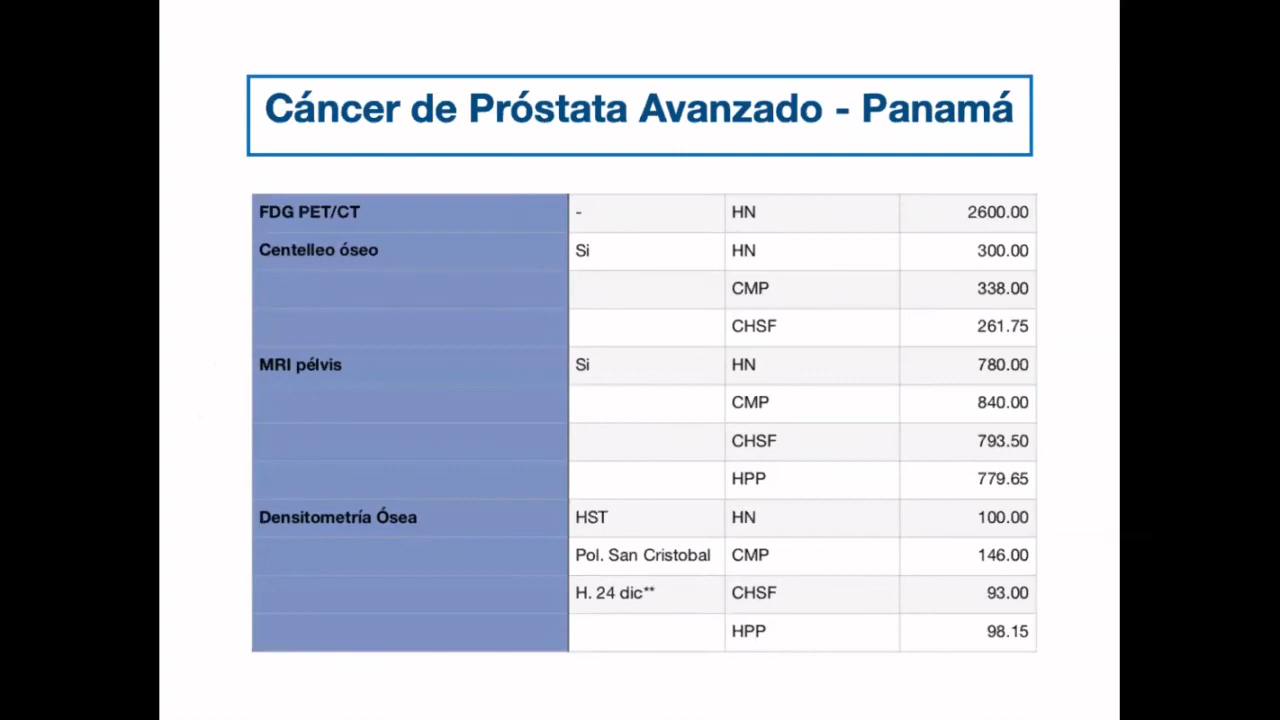 Cáncer de Próstata Avanzado - Panamá
FDG PET/CT - HN 2600.00
Centelleo óseo Si HN 300.00
CMP 338.00
CHSF 261.75
MRI pélvis Si HN 780.00
CMP 840.00
CHSF 793.50
HPP 779.65
Densitometría Ósea HST HN 100.00
Pol. San Cristobal CMP 146.00
H. 24 dic** CHSF 93.00
HPP 98.15